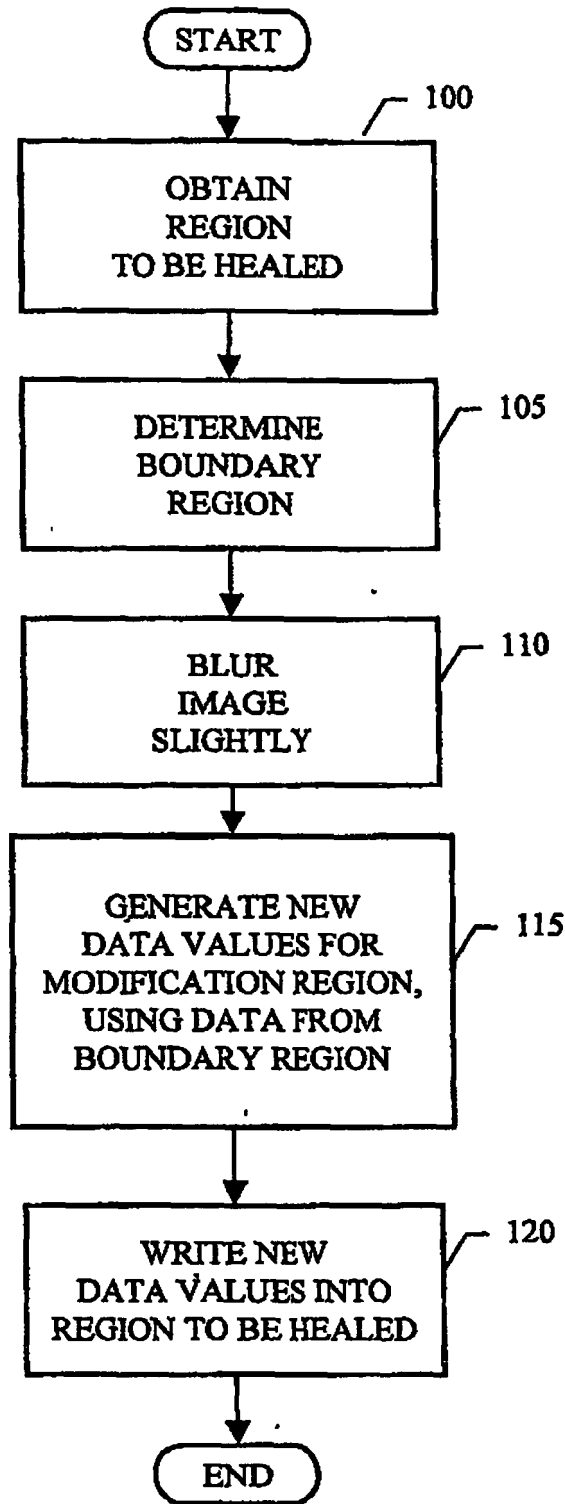 START
100
OBTAIN
REGION
TO BE HEALED
105
DETERMINE
BOUNDARY
REGION
110
BLUR
IMAGE
SLIGHTLY
115
GENERATE NEW
DATA VALUES FOR
MODIFICATION REGION,
USING DATA FROM
BOUNDARY REGION
120
WRITE NEW
DATA VALUES INTO
REGION TO BE HEALED
END